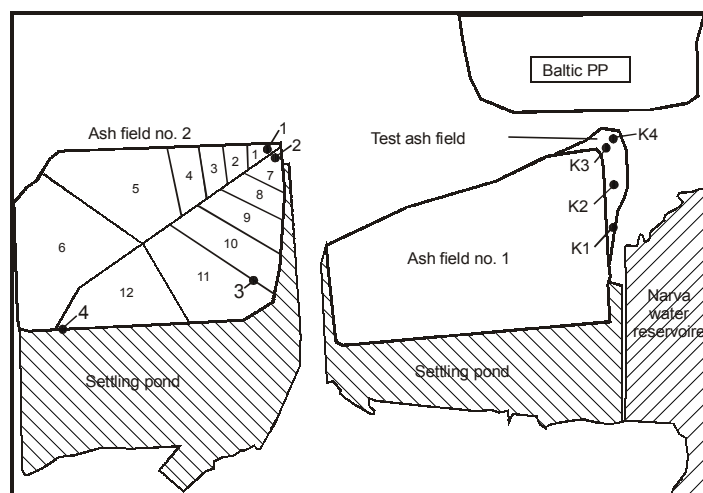 Baltic PP
Ash field no. 2
1
2
Test ash field
K4
K3
K2
K1
1
2
3
4
5
6
7
8
9
10
11
12
3
4
Ash field no. 1
Narva
water
reservoire
Settling pond
Settling pond